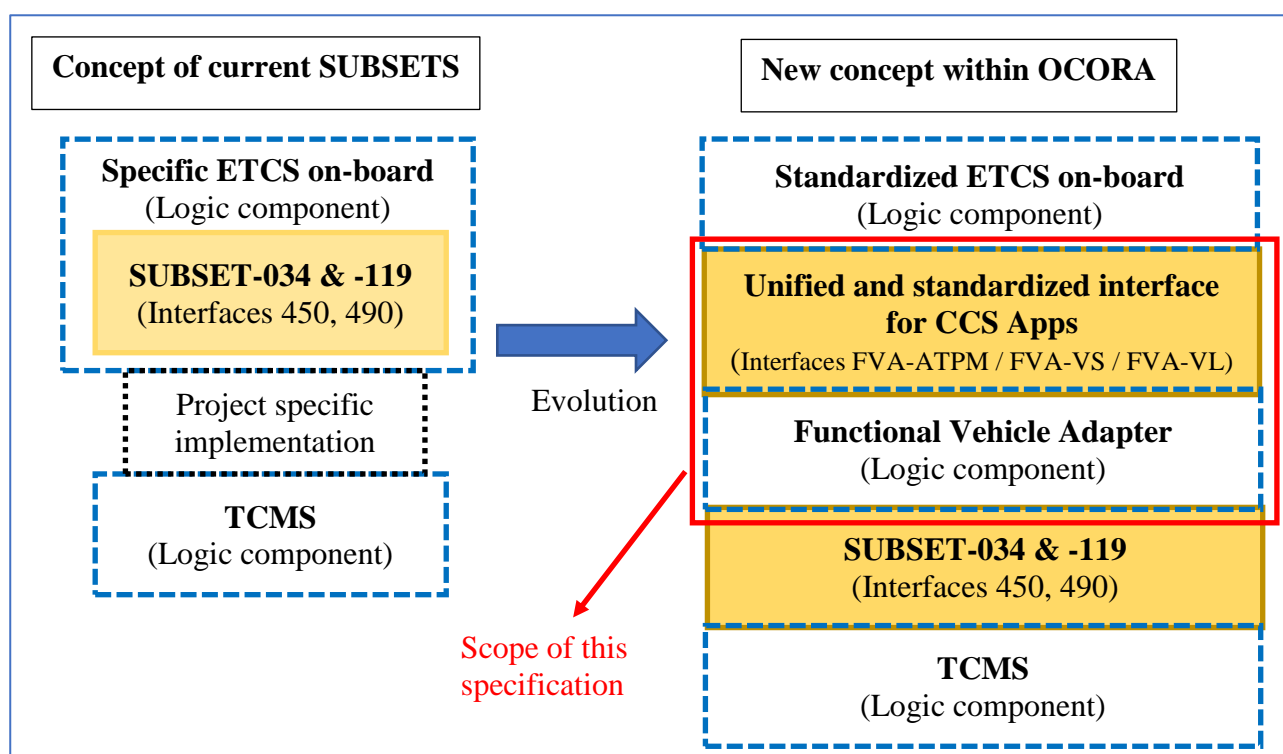 Concept of current SUBSETS
Specific ETCS on-board
(Logic component)
SUBSET-034 & -119
(Interfaces 450, 490)
Project specific
implementation
TCMS
(Logic component)
Evolution
New concept within OCORA
Standardized ETCS on-board
(Logic component)
Unified and standardized interface
for CCS Apps
(Interfaces FVA-ATPM / FVA-VS / FVA-VL)
Functional Vehicle Adapter
(Logic component)
SUBSET-034 & -119
(Interfaces 450, 490)
TCMS
(Logic component)
Scope of this
specification